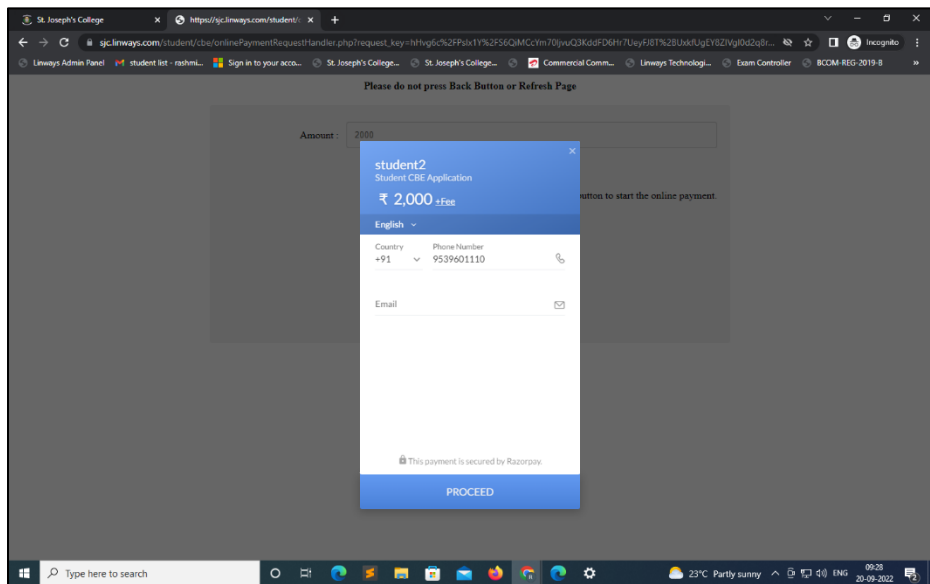 St. Joseph's College
https://sjc.linways.com/student/c
sjc.linways.com/student/cbe/onlinePaymentRequestHandler.php?request_key=
Incognito
Linways Admin Panel
student list - rashmi...
Sign in to your acco...
St. Joseph's College...
St. Joseph's College...
Commercial Comm...
Linways Technologi...
Exam Controller
BCOM-REG-2019-B
Please do not press Back Button or Refresh Page
Amount :
2000
button to start the online payment.
student2
Student CBE Application
₹ 2,000 +Fee
English
Country
Phone Number
+91
9539601110
Email
This payment is secured by Razorpay.
PROCEED
Type here to search
23°C Partly sunny
ENG
09:28
20-09-2022